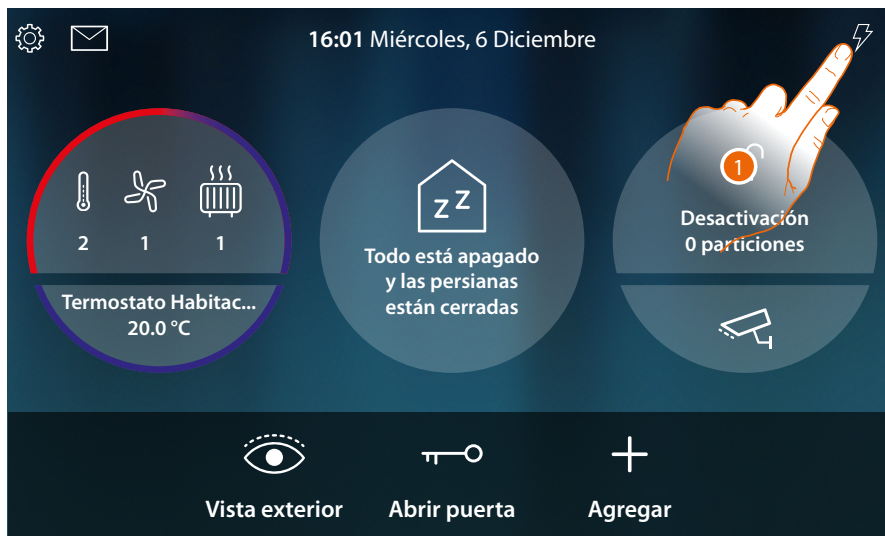 16:01 Miércoles, 6 Diciembre
2 1 1
Termostato Habitac...
20.0 °C
z Z
Todo está apagado
y las persianas
están cerradas
1
Desactivación
0 particiones
Vista exterior
Abrir puerta
Agregar